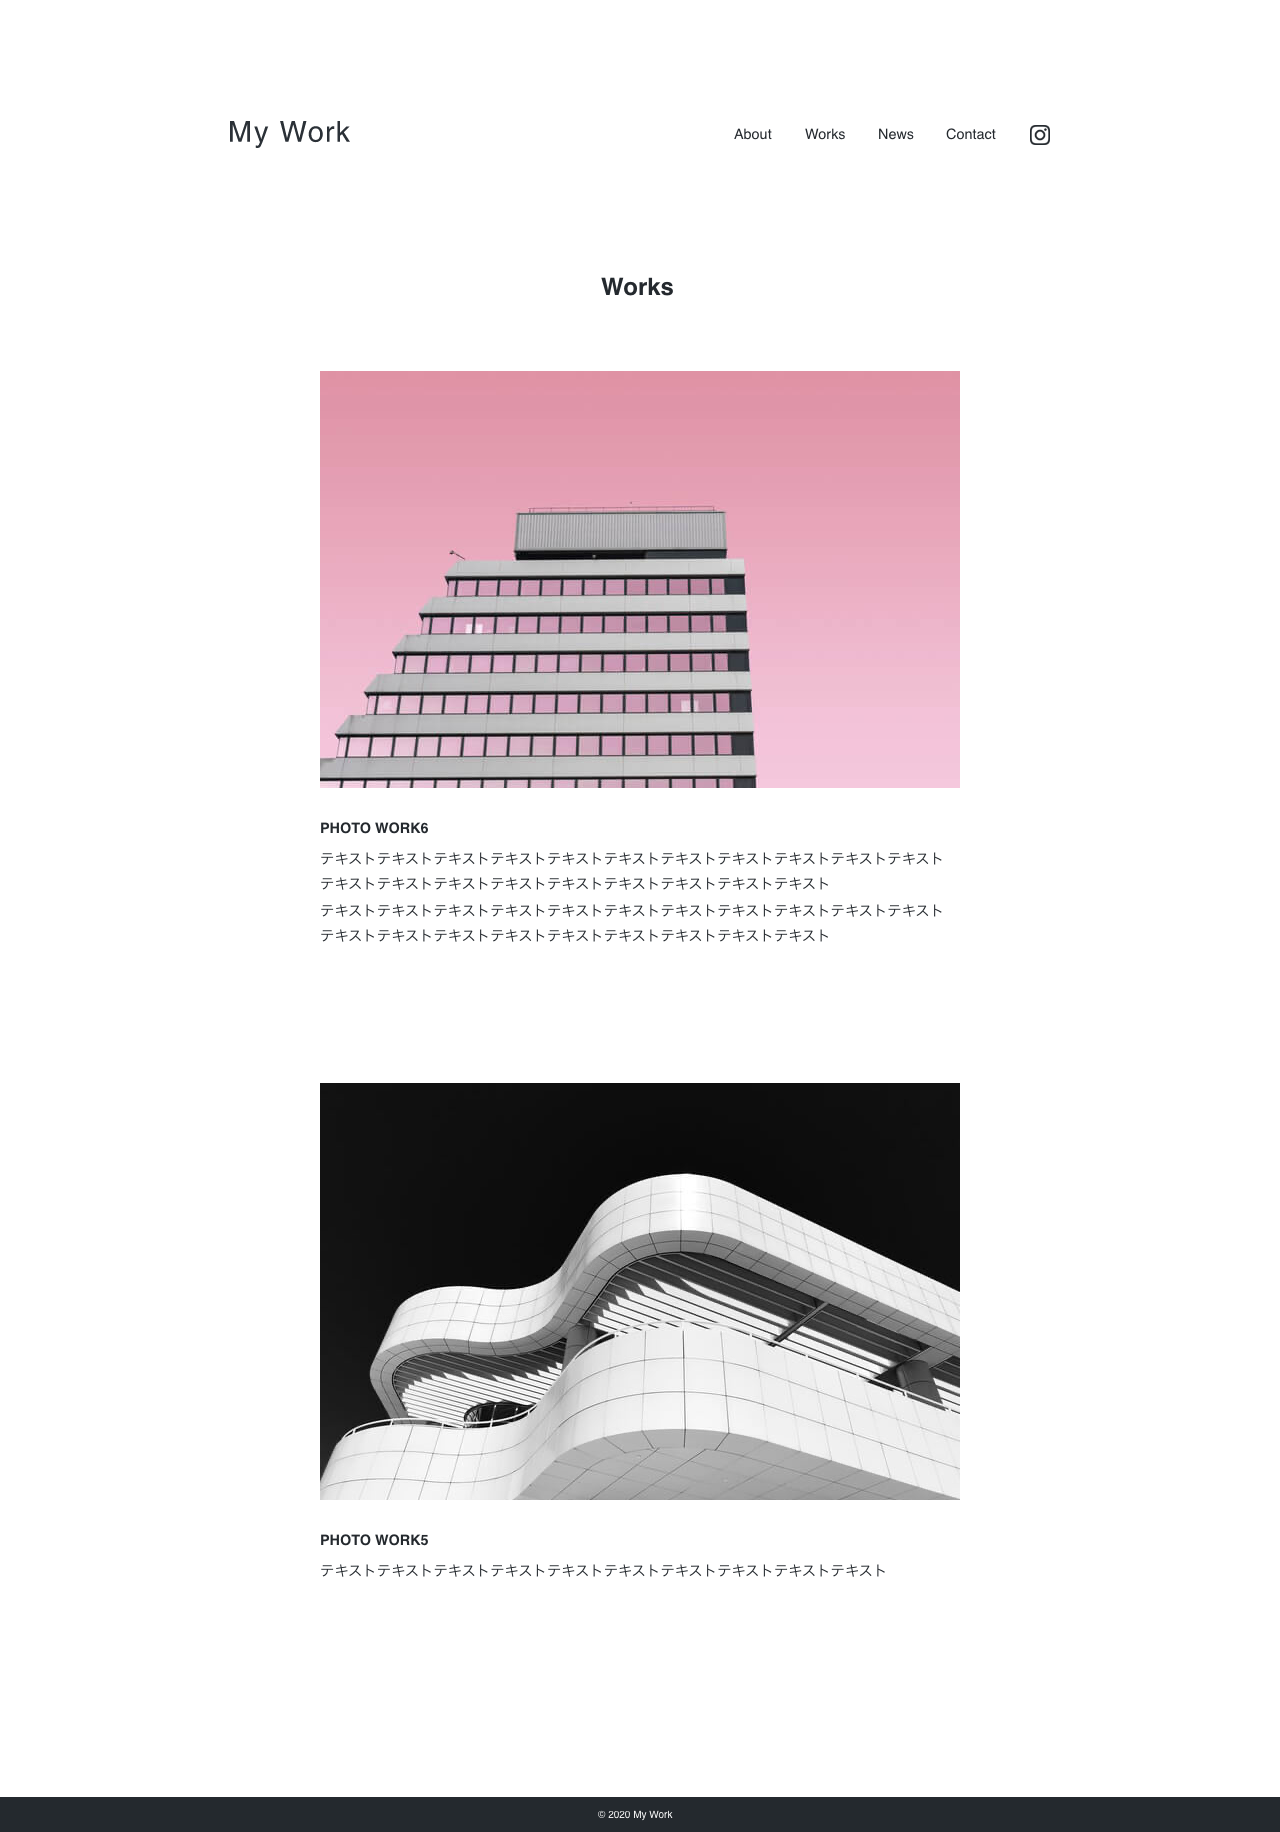 My Work
About
Works
News
Contact
Works
PHOTO WORK6
テキストテキストテキストテキストテキストテキストテキストテキストテキストテキストテキスト
テキストテキストテキストテキストテキストテキストテキストテキストテキスト
テキストテキストテキストテキストテキストテキストテキストテキストテキストテキストテキスト
テキストテキストテキストテキストテキストテキストテキストテキストテキスト
PHOTO WORK5
テキストテキストテキストテキストテキストテキストテキストテキストテキストテキスト
© 2020 My Work